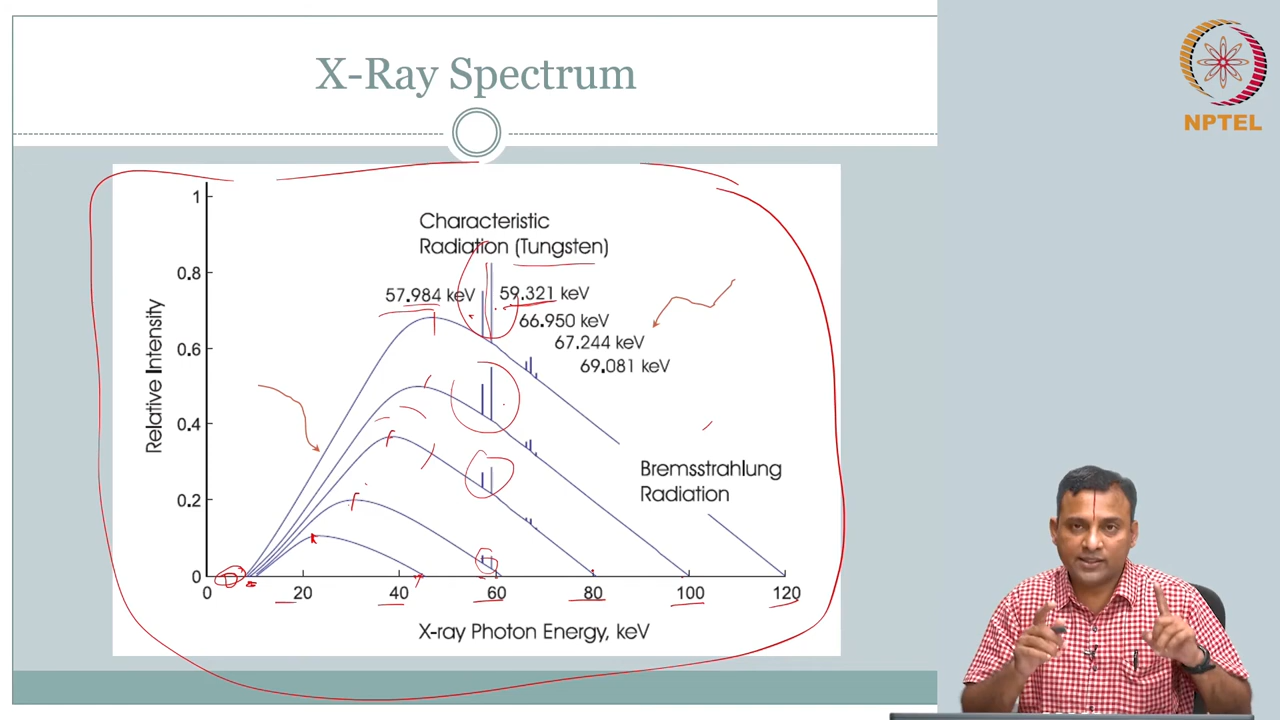 X-Ray Spectrum
NPTEL
1
Characteristic
Radiation (Tungsten)
0.8
57.984 keV
59.321 keV
66.950 keV
67.244 keV
69.081 keV
0.6
Relative Intensity
0.4
Bremsstrahlung
Radiation
0.2
0
0 20 40 60 80 100 120
X-ray Photon Energy, keV